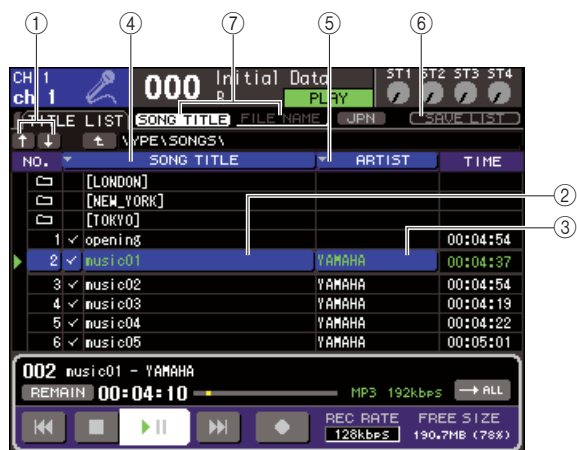 ① ④ ⑦ ⑤ ⑥
CH 1 000 Initial Data ST1 ST2 ST3 ST4
ch 1 R PLAY
TITLE LIST SONG TITLE FILE NAME JPN SAVE LIST
\YPE\SONGS\
NO. SONG TITLE ARTIST TIME
[LONDON]
[NEW_YORK]
[TOKYO]
1 opening 00:04:54
2 music01 YAMAHA 00:04:37
3 music02 YAMAHA 00:04:54
4 music03 YAMAHA 00:04:19
5 music04 YAMAHA 00:04:22
6 music05 YAMAHA 00:05:01
②
③
002 music01 - YAMAHA
REMAIN 00:04:10 MP3 192kbps → ALL
REC RATE FREE SIZE
128kbps 190.7MB (78%)